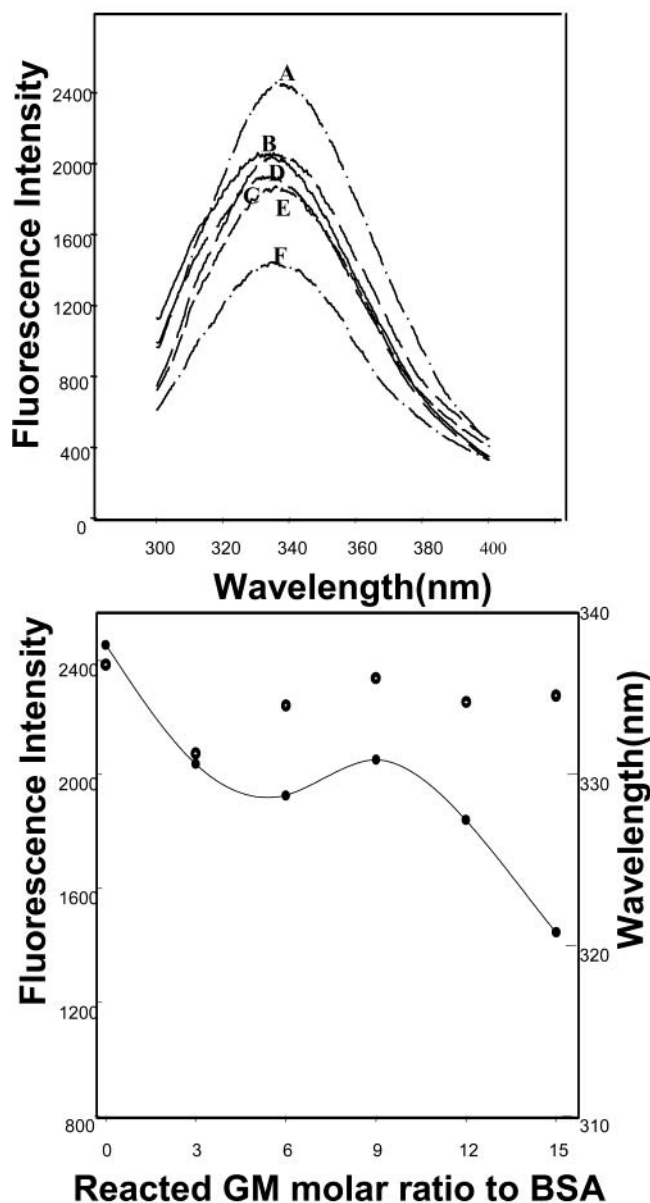 Fluorescence Intensity
2400
2000
1600
1200
800
400
0
A
B
D
C
E
F
300 320 340 360 380 400
Wavelength(nm)
Fluorescence Intensity
2400
2000
1600
1200
800
340
330
320
310
Wavelength(nm)
0 3 6 9 12 15
Reacted GM molar ratio to BSA